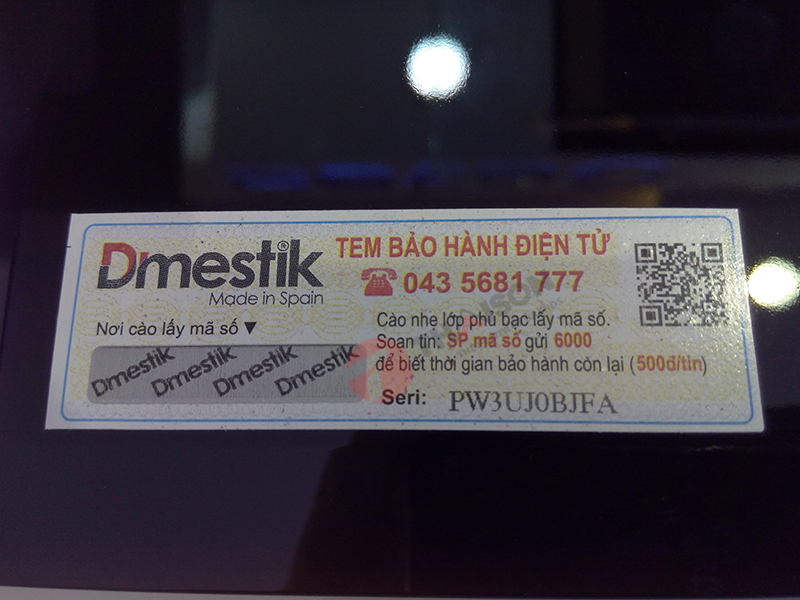 Dmestik®
Made in Spain
TEM BẢO HÀNH ĐIỆN TỬ
☎ 043 5681 777
Nơi cào lấy mã số ▼
Dmestik Dmestik Dmestik Dmestik
Cào nhẹ lớp phủ bạc lấy mã số.
Soạn tin: SP mã số gửi 6000
để biết thời gian bảo hành còn lại (500đ/tin)
Seri: PW3UJ0BJFA